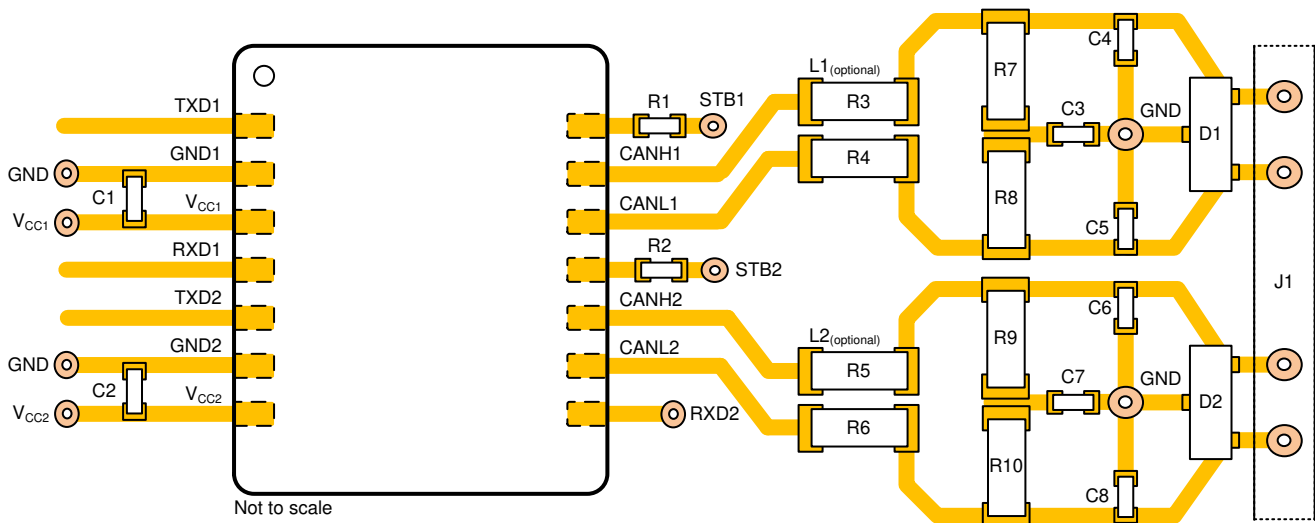 TXD1
GND1
GND
C1
VCC1
VCC1
RXD1
TXD2
GND2
GND
C2
VCC2
VCC2
Not to scale
R1
STB1
CANH1
CANL1
R2
STB2
CANH2
CANL2
RXD2
L1(optional)
R3
R4
R7
R8
C3
C4
C5
GND
D1
L2(optional)
R5
R6
R9
R10
C7
C6
C8
GND
D2
J1